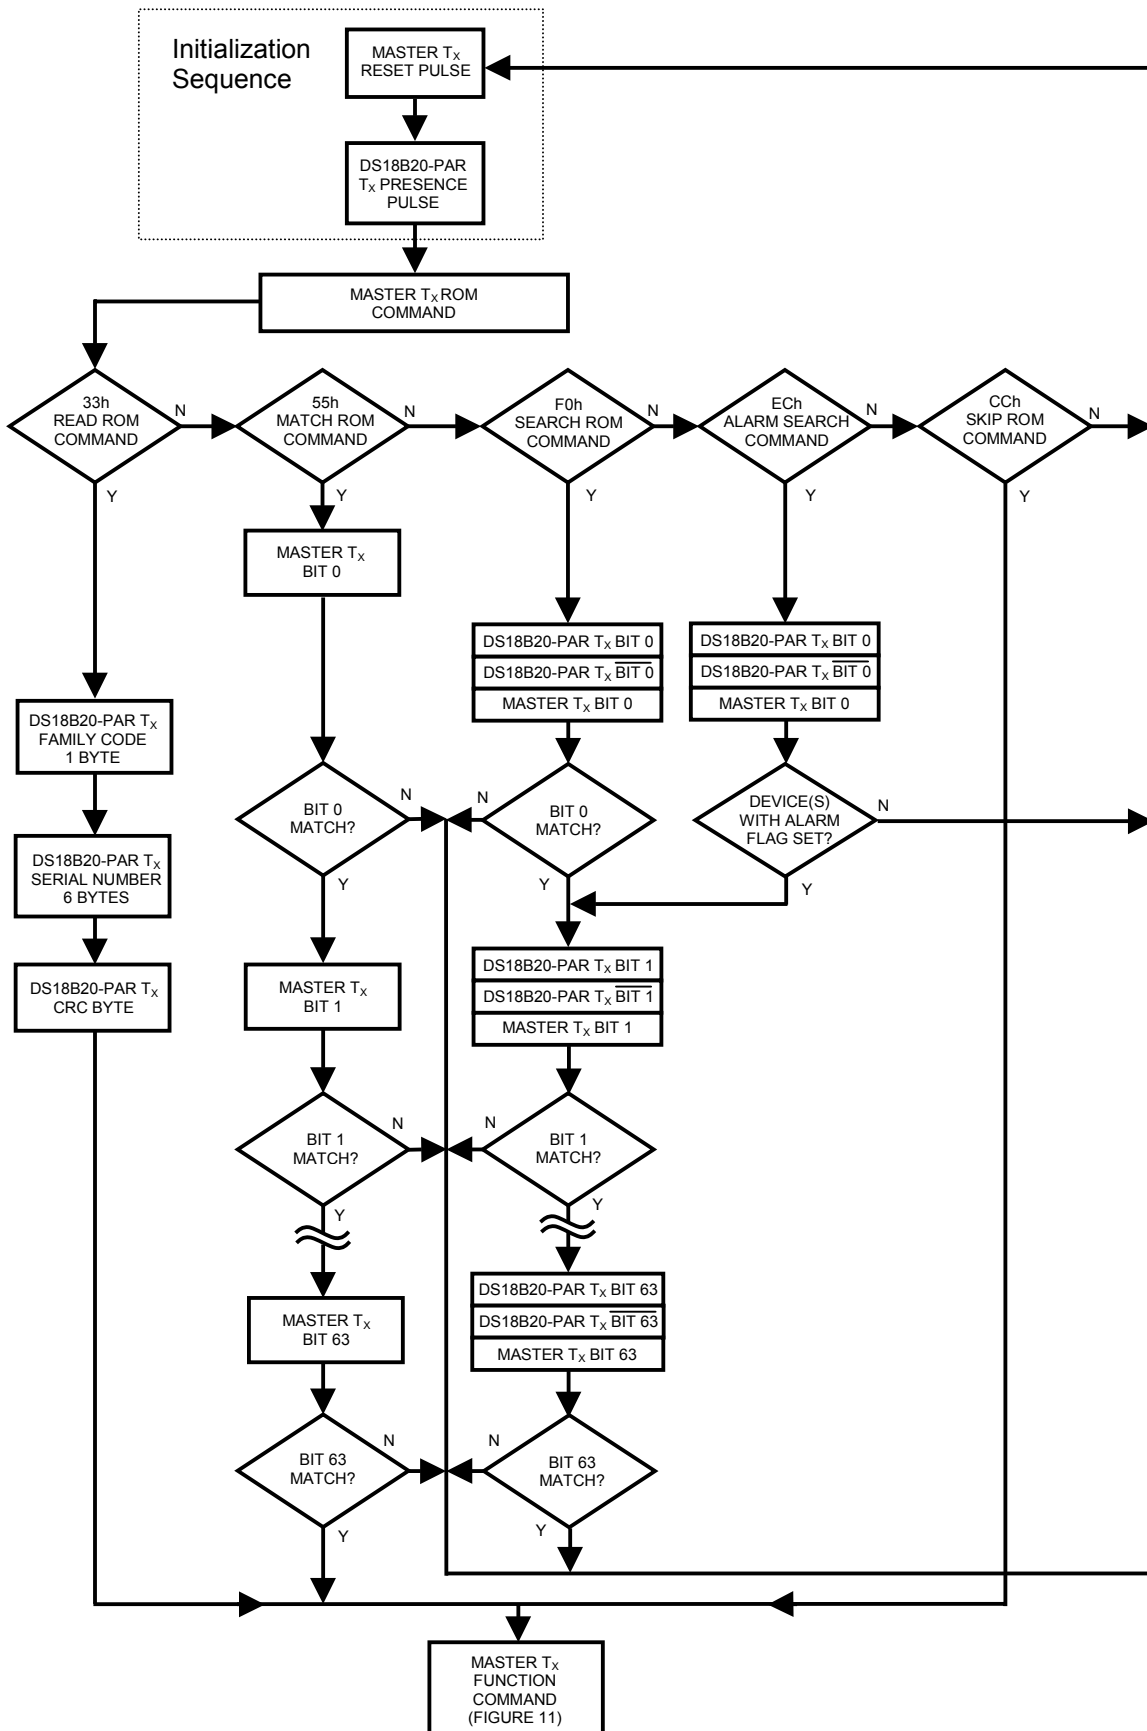 Initialization
Sequence
MASTER TX
RESET PULSE
DS18B20-PAR
TX PRESENCE
PULSE
MASTER TX ROM
COMMAND
33h
READ ROM
COMMAND
N
Y
55h
MATCH ROM
COMMAND
N
Y
F0h
SEARCH ROM
COMMAND
N
Y
ECh
ALARM SEARCH
COMMAND
N
Y
CCh
SKIP ROM
COMMAND
N
Y
MASTER TX
BIT 0
DS18B20-PAR TX BIT 0
DS18B20-PAR TX B̅I̅T̅ ̅0̅
MASTER TX BIT 0
DS18B20-PAR TX BIT 0
DS18B20-PAR TX B̅I̅T̅ ̅0̅
MASTER TX BIT 0
DS18B20-PAR TX
FAMILY CODE
1 BYTE
BIT 0
MATCH?
N
Y
BIT 0
MATCH?
N
Y
DEVICE(S)
WITH ALARM
FLAG SET?
N
Y
DS18B20-PAR TX
SERIAL NUMBER
6 BYTES
DS18B20-PAR TX
CRC BYTE
MASTER TX
BIT 1
DS18B20-PAR TX BIT 1
DS18B20-PAR TX B̅I̅T̅ ̅1̅
MASTER TX BIT 1
BIT 1
MATCH?
N
Y
BIT 1
MATCH?
N
Y
MASTER TX
BIT 63
DS18B20-PAR TX BIT 63
DS18B20-PAR TX B̅I̅T̅ ̅6̅3̅
MASTER TX BIT 63
BIT 63
MATCH?
N
Y
BIT 63
MATCH?
N
Y
MASTER TX
FUNCTION
COMMAND
(FIGURE 11)